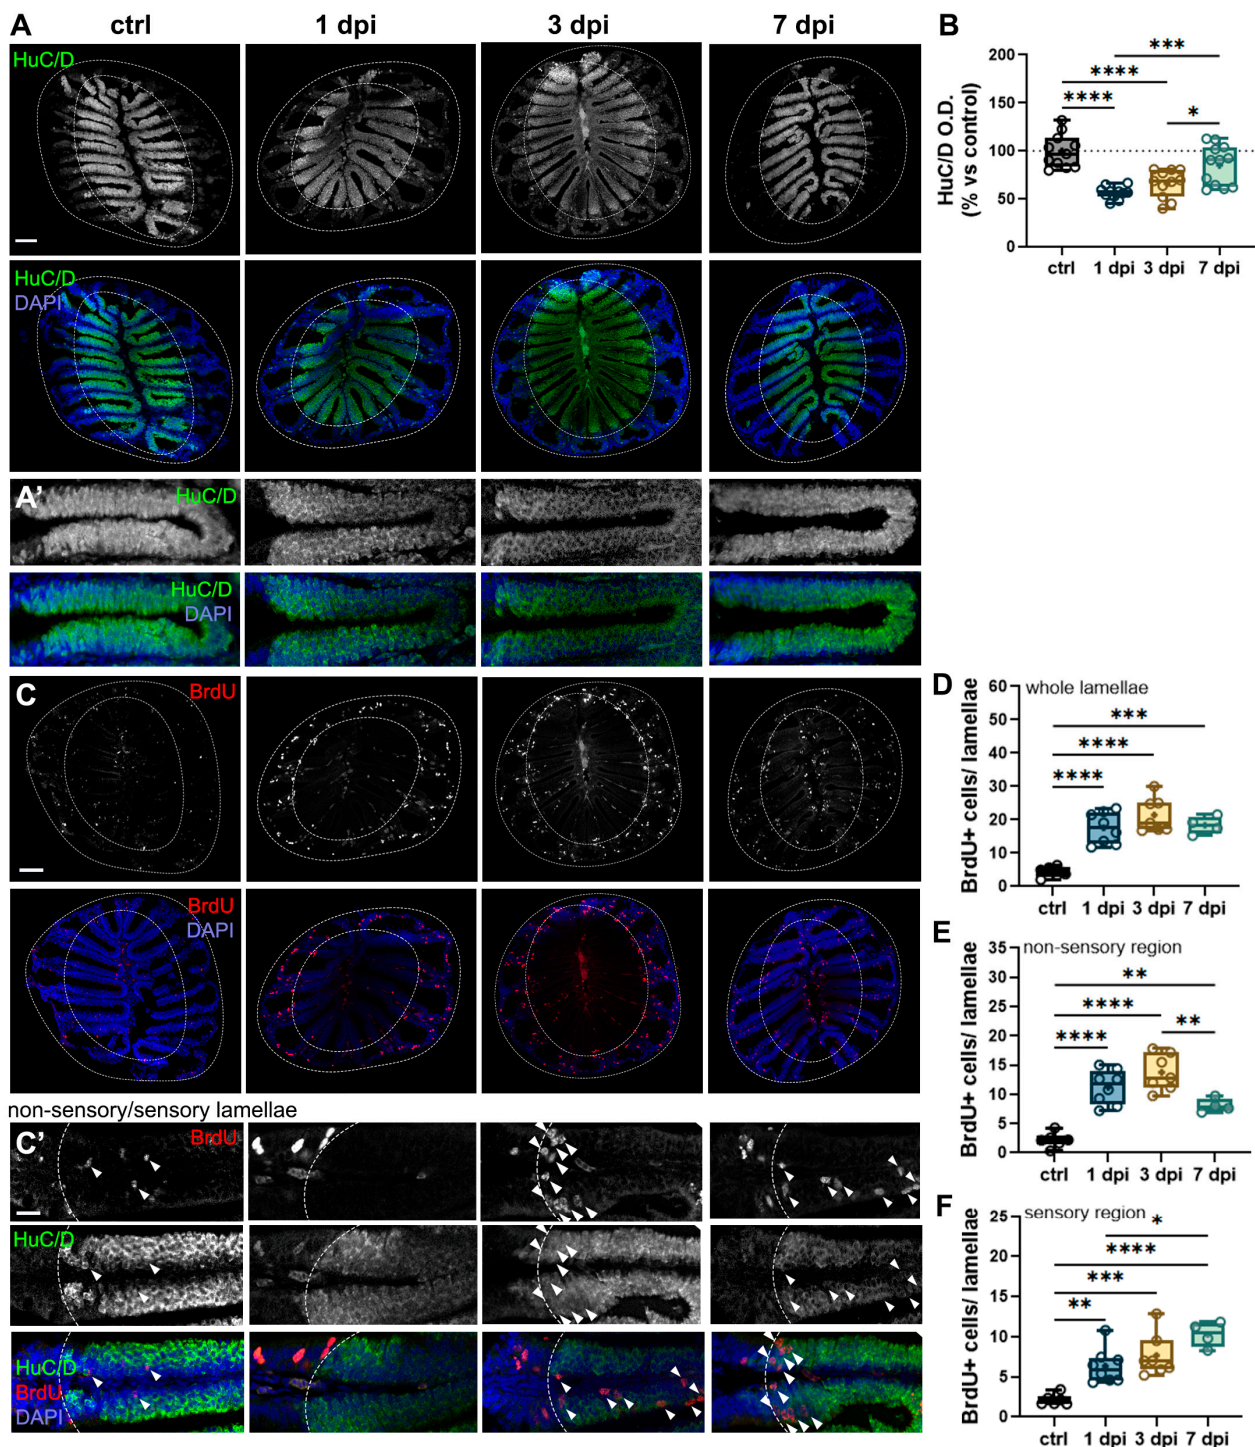 A
ctrl
1 dpi
3 dpi
7 dpi
HuC/D
HuC/D
DAPI
A'
HuC/D
HuC/D
DAPI
B
HuC/D O.D.
(% vs control)
200
150
100
50
0
****
****
***
*
ctrl 1 dpi 3 dpi 7 dpi
C
BrdU
BrdU
DAPI
non-sensory/sensory lamellae
C'
BrdU
HuC/D
HuC/D
BrdU
DAPI
D
whole lamellae
BrdU+ cells/ lamellae
60
50
40
30
20
10
0
***
****
****
ctrl 1 dpi 3 dpi 7 dpi
E
non-sensory region
BrdU+ cells/ lamellae
35
30
25
20
15
10
5
0
**
****
**
****
ctrl 1 dpi 3 dpi 7 dpi
F
sensory region
BrdU+ cells/ lamellae
25
20
15
10
5
0
*
****
***
**
ctrl 1 dpi 3 dpi 7 dpi